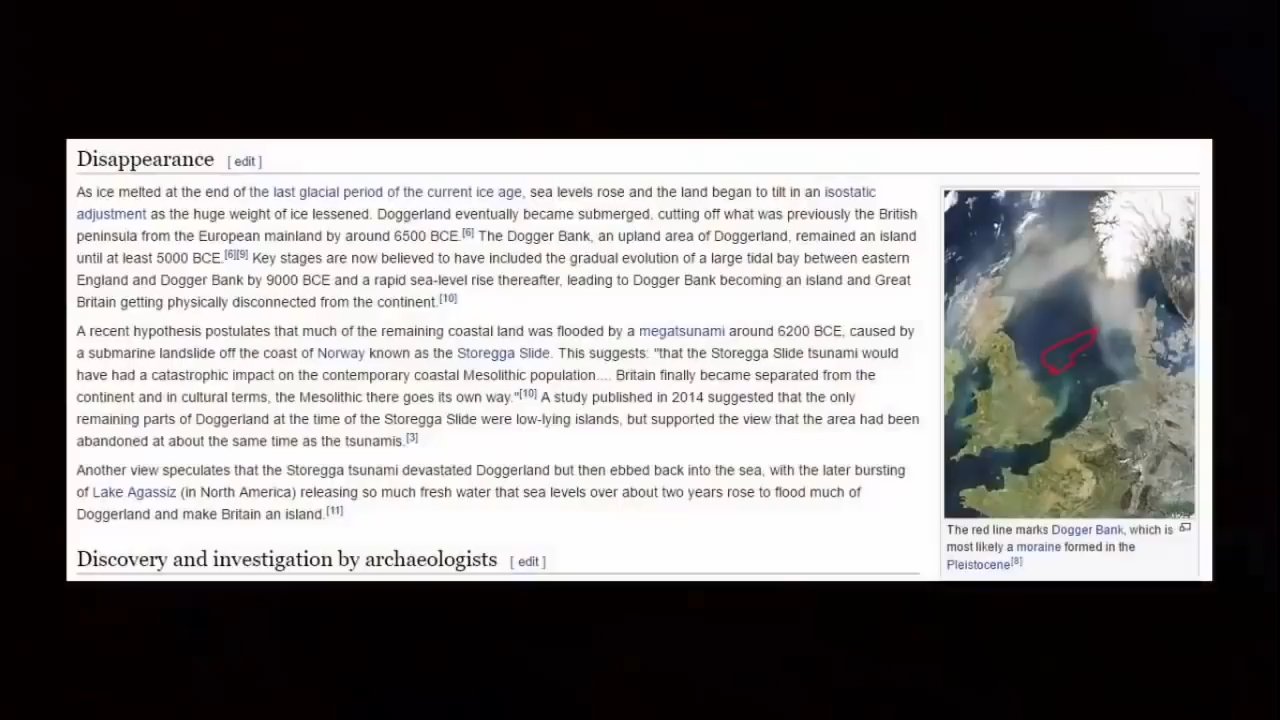 Disappearance [ edit ]
As ice melted at the end of the last glacial period of the current ice age, sea levels rose and the land began to tilt in an isostatic
adjustment as the huge weight of ice lessened. Doggerland eventually became submerged, cutting off what was previously the British
peninsula from the European mainland by around 6500 BCE.[6] The Dogger Bank, an upland area of Doggerland, remained an island
until at least 5000 BCE.[6][9] Key stages are now believed to have included the gradual evolution of a large tidal bay between eastern
England and Dogger Bank by 9000 BCE and a rapid sea-level rise thereafter, leading to Dogger Bank becoming an island and Great
Britain getting physically disconnected from the continent.[10]
A recent hypothesis postulates that much of the remaining coastal land was flooded by a megatsunami around 6200 BCE, caused by
a submarine landslide off the coast of Norway known as the Storegga Slide. This suggests: "that the Storegga Slide tsunami would
have had a catastrophic impact on the contemporary coastal Mesolithic population.... Britain finally became separated from the
continent and in cultural terms, the Mesolithic there goes its own way."[10] A study published in 2014 suggested that the only
remaining parts of Doggerland at the time of the Storegga Slide were low-lying islands, but supported the view that the area had been
abandoned at about the same time as the tsunamis.[3]
Another view speculates that the Storegga tsunami devastated Doggerland but then ebbed back into the sea, with the later bursting
of Lake Agassiz (in North America) releasing so much fresh water that sea levels over about two years rose to flood much of
Doggerland and make Britain an island.[11]
Discovery and investigation by archaeologists [ edit ]
The red line marks Dogger Bank, which is
most likely a moraine formed in the
Pleistocene[8]